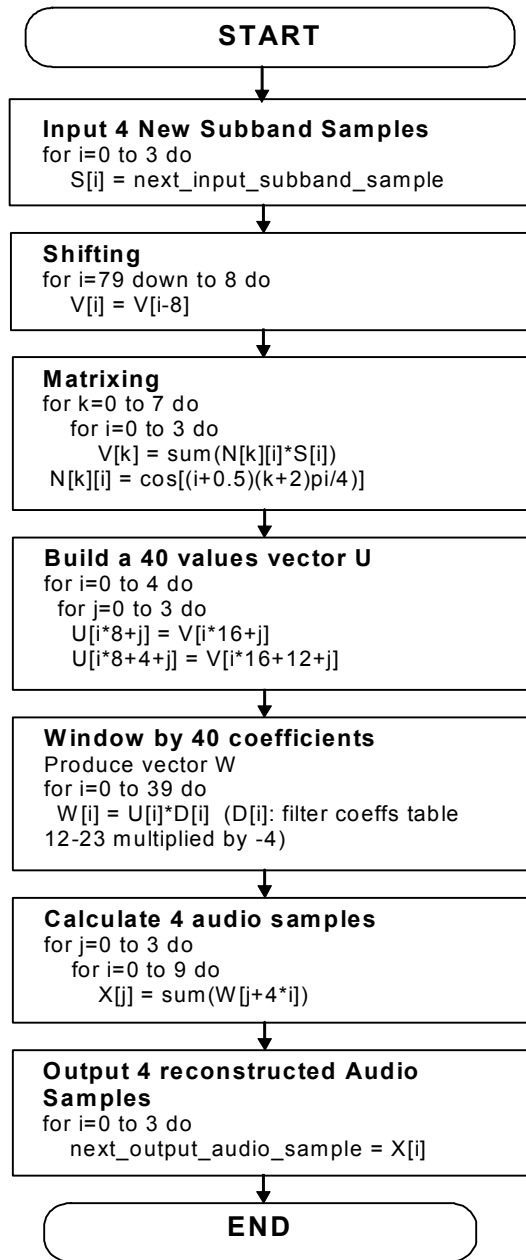 START
Input 4 New Subband Samples
for i=0 to 3 do
S[i] = next_input_subband_sample
Shifting
for i=79 down to 8 do
V[i] = V[i-8]
Matrixing
for k=0 to 7 do
for i=0 to 3 do
V[k] = sum(N[k][i]*S[i])
N[k][i] = cos[(i+0.5)(k+2)pi/4)]
Build a 40 values vector U
for i=0 to 4 do
for j=0 to 3 do
U[i*8+j] = V[i*16+j]
U[i*8+4+j] = V[i*16+12+j]
Window by 40 coefficients
Produce vector W
for i=0 to 39 do
W[i] = U[i]*D[i] (D[i]: filter coeffs table
12-23 multiplied by -4)
Calculate 4 audio samples
for j=0 to 3 do
for i=0 to 9 do
X[j] = sum(W[j+4*i])
Output 4 reconstructed Audio
Samples
for i=0 to 3 do
next_output_audio_sample = X[i]
END